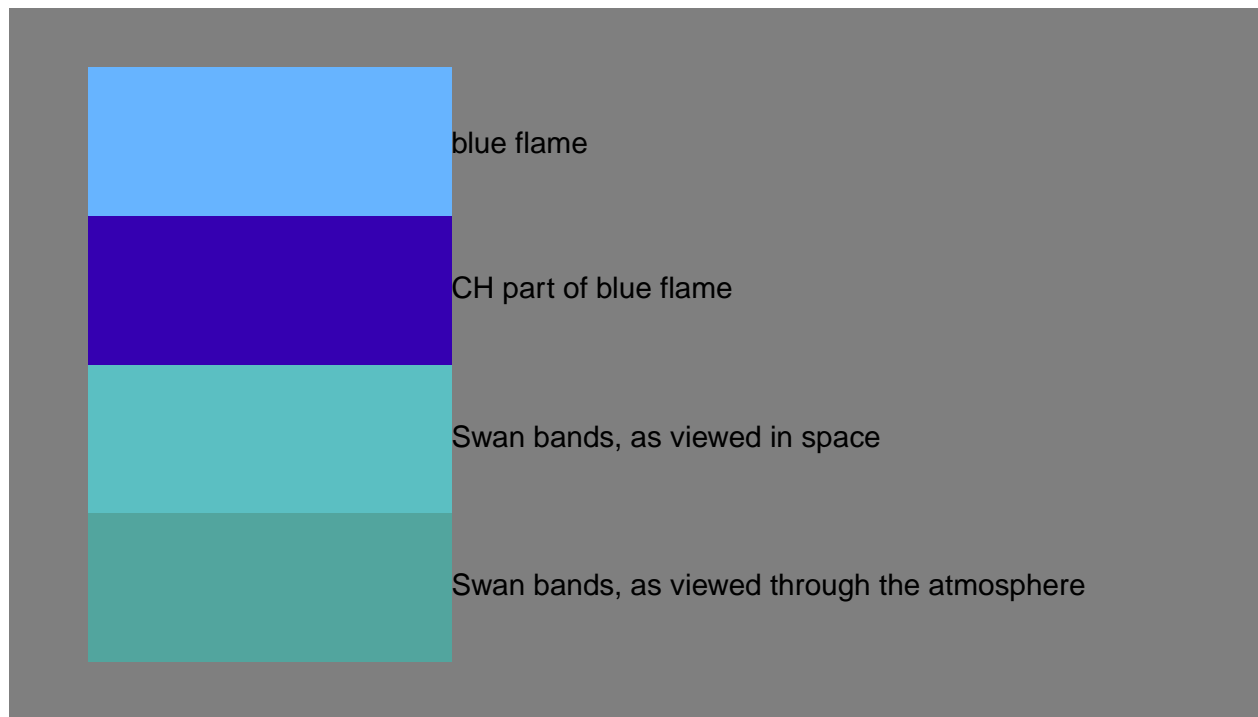 blue flame
CH part of blue flame
Swan bands, as viewed in space
Swan bands, as viewed through the atmosphere